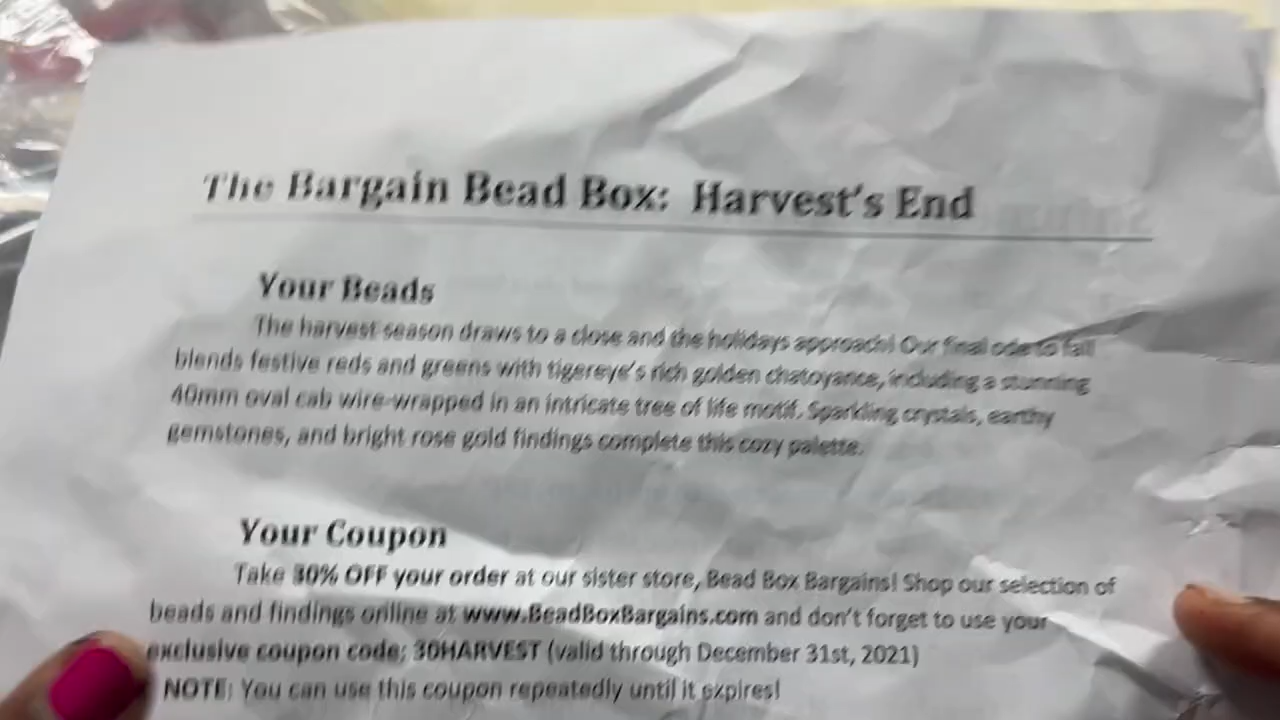 The Bargain Bead Box: Harvest's End
Your Beads
The harvest season draws to a close and the holidays approach! Our final ode to fall
blends festive reds and greens with tigereye's rich golden chatoyance, including a stunning
40mm oval cab wire-wrapped in an intricate tree of life motif. Sparkling crystals, earthy
gemstones, and bright rose gold findings complete this cozy palette.
Your Coupon
Take 30% OFF your order at our sister store, Bead Box Bargains! Shop our selection of
beads and findings online at www.BeadBoxBargains.com and don't forget to use your
exclusive coupon code: 30HARVEST (valid through December 31st, 2021)
NOTE: You can use this coupon repeatedly until it expires!